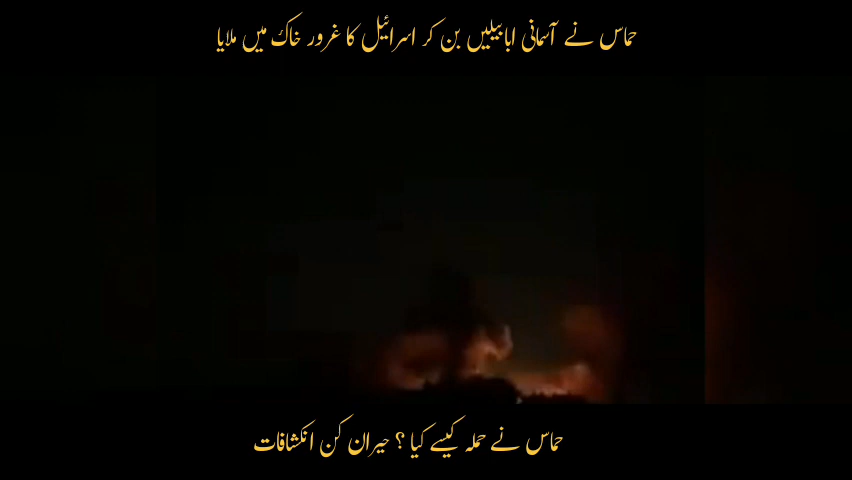 حماس نے آسمانی ابابیلیں بن کر اسرائیل کا غرور خاک میں ملایا
حماس نے حملہ کیسے کیا ؟ حیران کن انکشافات